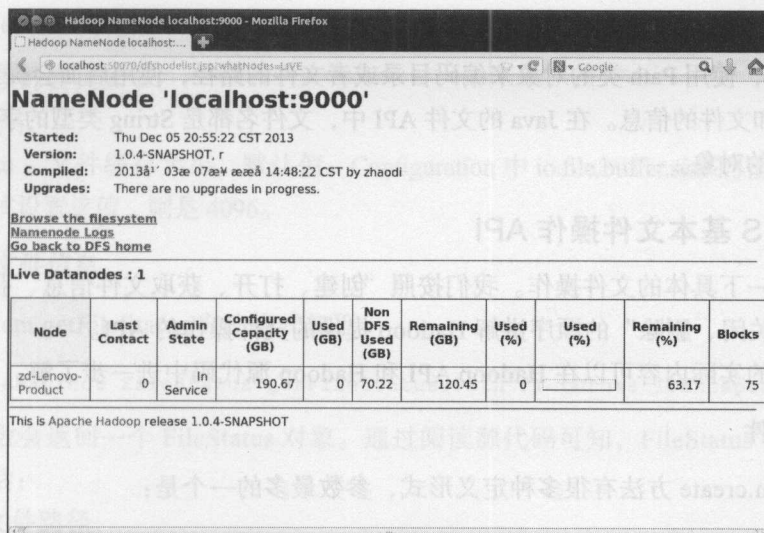 Hadoop NameNode localhost:9000 - Mozilla Firefox
Hadoop NameNode localhost:...
localhost:50070/dfsnodelist.jsp?whatNodes=LIVE
Google
NameNode 'localhost:9000'
Started: Thu Dec 05 20:55:22 CST 2013
Version: 1.0.4-SNAPSHOT, r
Compiled: 2013å¹´ 03æ 07æ¥ æææå 14:48:22 CST by zhaodi
Upgrades: There are no upgrades in progress.
Browse the filesystem
Namenode Logs
Go back to DFS home
Live Datanodes : 1
Node Last Contact Admin State Configured Capacity (GB) Used (GB) Non DFS Used (GB) Remaining (GB) Used (%) Used (%) Remaining (%) Blocks
zd-Lenovo-Product 0 In Service 190.67 0 70.22 120.45 0 63.17 75
This is Apache Hadoop release 1.0.4-SNAPSHOT